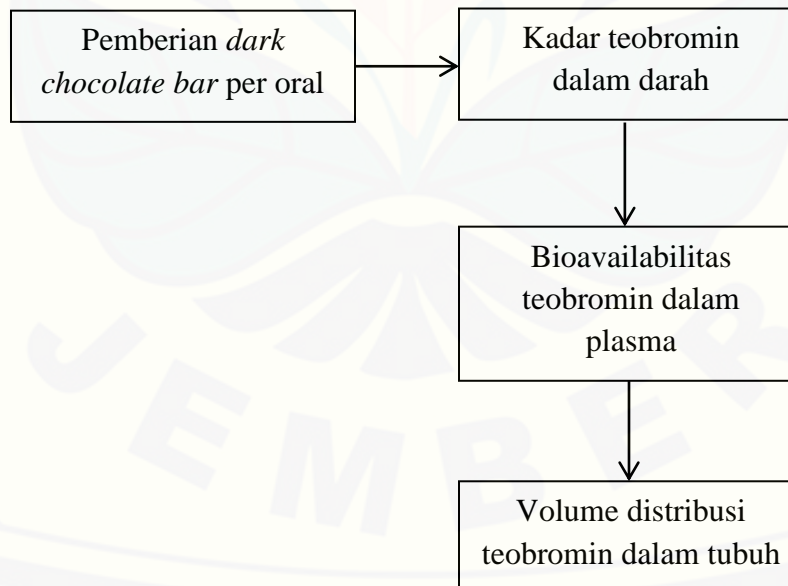 Pemberian dark
chocolate bar per oral
Kadar teobromin
dalam darah
Bioavailabilitas
teobromin dalam
plasma
Volume distribusi
teobromin dalam tubuh
JEMBER